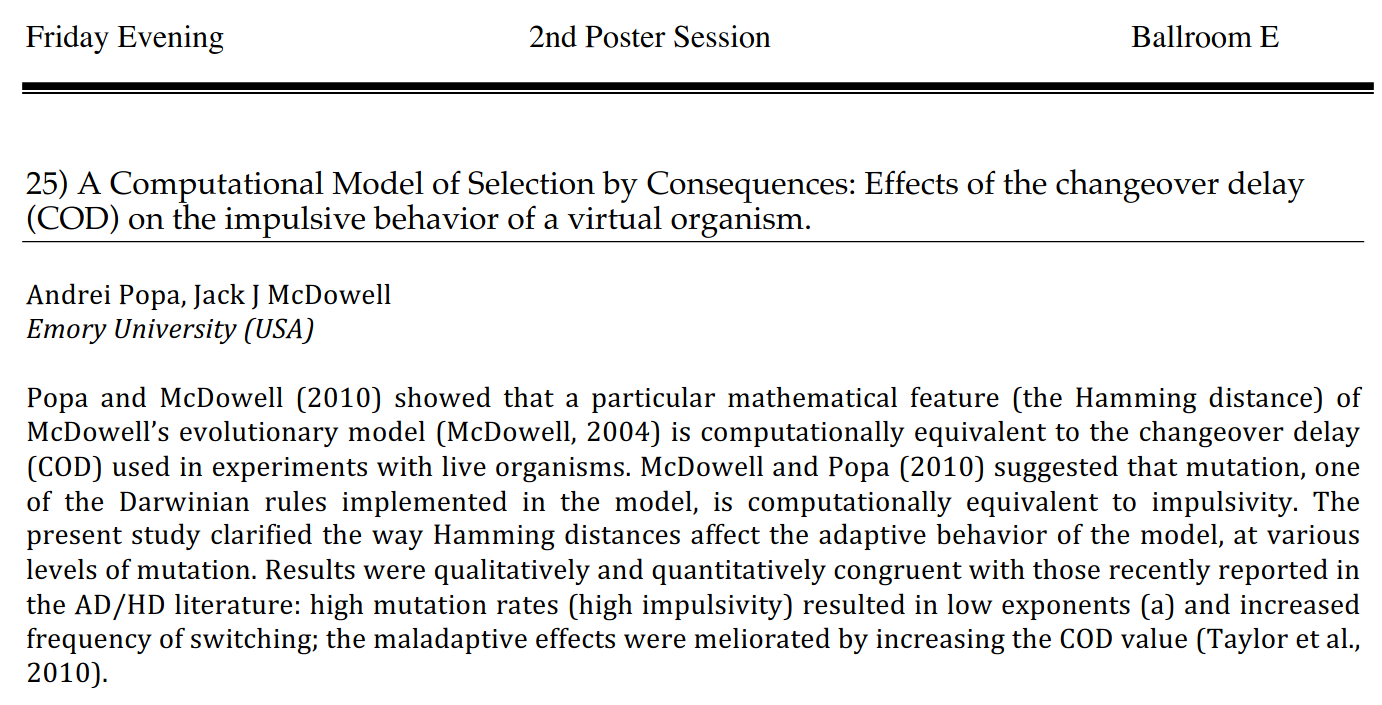 Friday Evening 2nd Poster Session Ballroom E
25) A Computational Model of Selection by Consequences: Effects of the changeover delay
(COD) on the impulsive behavior of a virtual organism.
Andrei Popa, Jack J McDowell
Emory University (USA)
Popa and McDowell (2010) showed that a particular mathematical feature (the Hamming distance) of
McDowell’s evolutionary model (McDowell, 2004) is computationally equivalent to the changeover delay
(COD) used in experiments with live organisms. McDowell and Popa (2010) suggested that mutation, one
of the Darwinian rules implemented in the model, is computationally equivalent to impulsivity. The
present study clarified the way Hamming distances affect the adaptive behavior of the model, at various
levels of mutation. Results were qualitatively and quantitatively congruent with those recently reported in
the AD/HD literature: high mutation rates (high impulsivity) resulted in low exponents (a) and increased
frequency of switching; the maladaptive effects were meliorated by increasing the COD value (Taylor et al.,
2010).